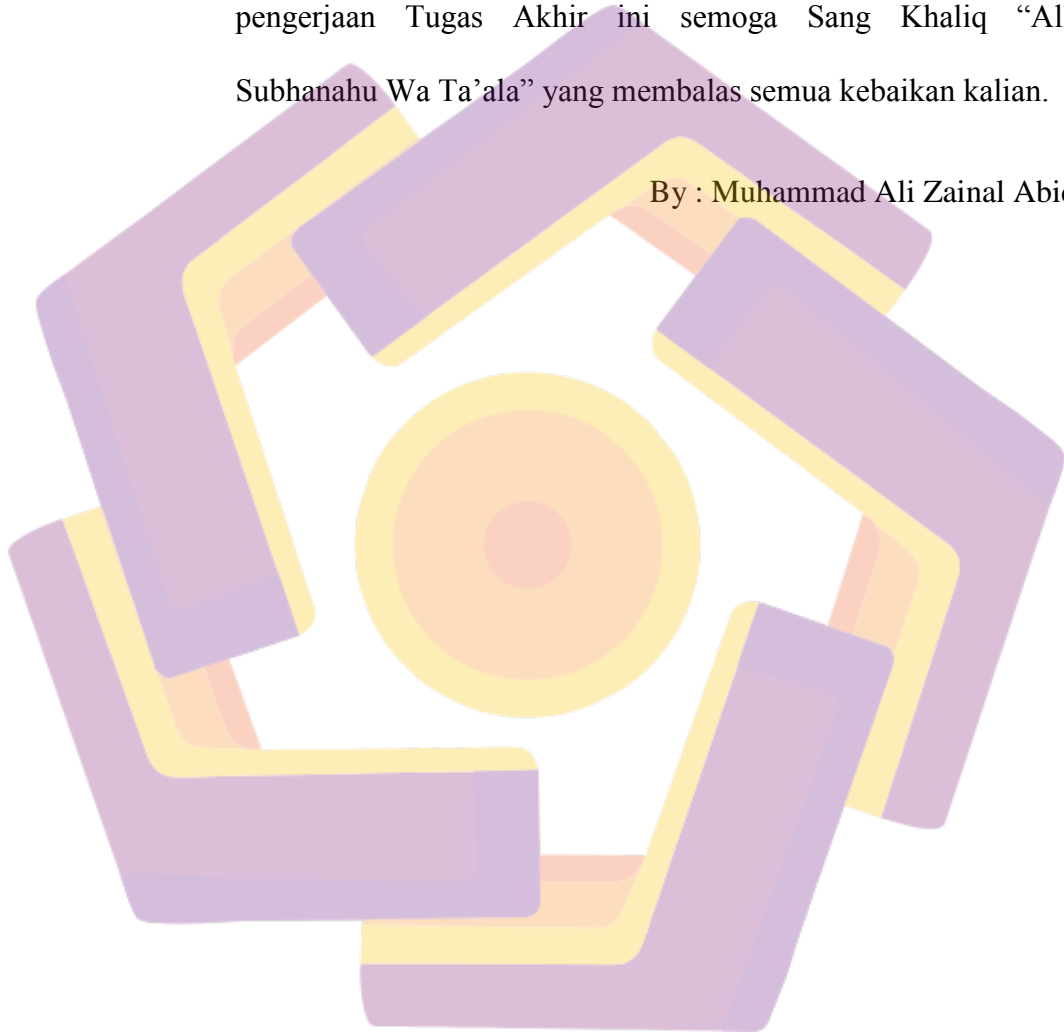 pengerjaan Tugas Akhir ini semoga Sang Khaliq “Al
Subhanahu Wa Ta’ala” yang membalas semua kebaikan kalian.
By : Muhammad Ali Zainal